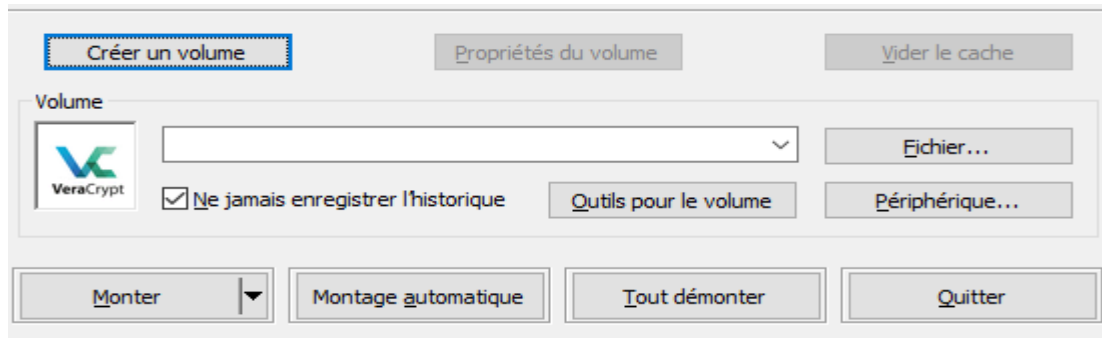 Créer un volume
Propriétés du volume
Vider le cache
Volume
VeraCrypt
Fichier...
Ne jamais enregistrer l'historique
Outils pour le volume
Périphérique...
Monter
Montage automatique
Tout démonter
Quitter